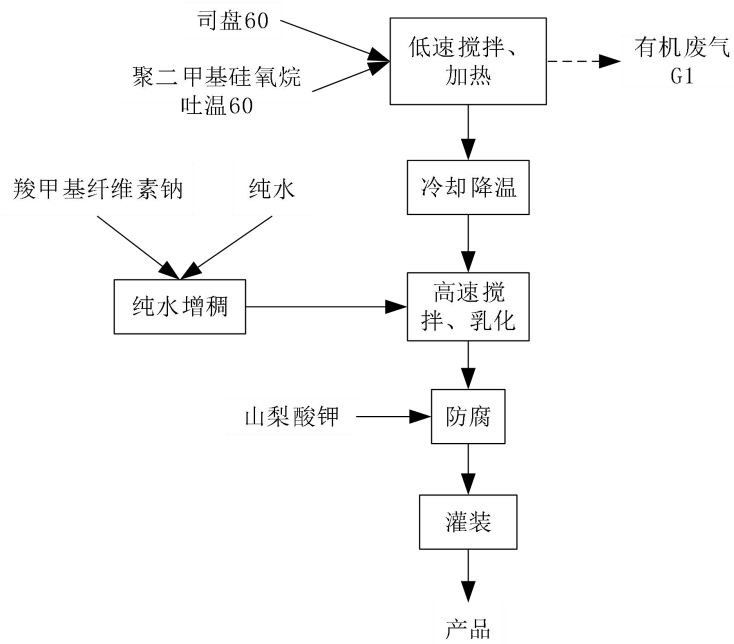 司盘60
聚二甲基硅氧烷
吐温60
低速搅拌、
加热
有机废气
G1
冷却降温
羧甲基纤维素钠
纯水
纯水增稠
高速搅
拌、乳化
山梨酸钾
防腐
灌装
产品